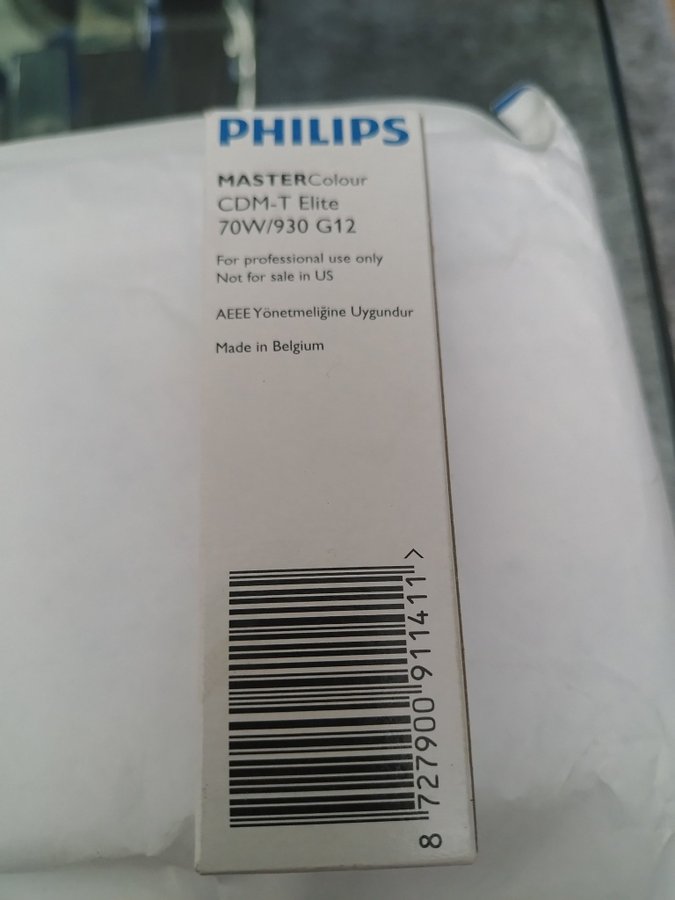 PHILIPS
MASTERColour
CDM-T Elite
70W/930 G12
For professional use only
Not for sale in US
AEEE Yönetmeliğine Uygundur
Made in Belgium
8 727900 911411 >